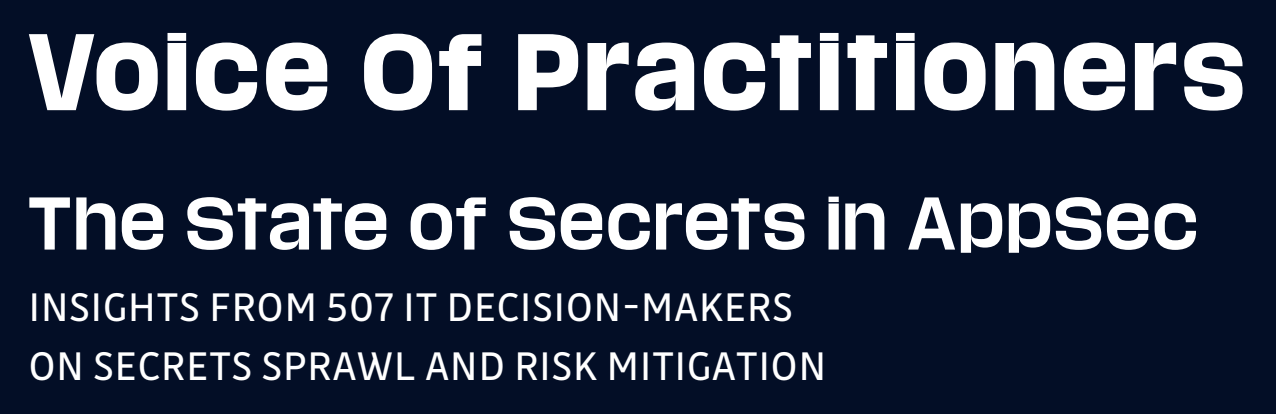 Voice Of Practitioners
The State of Secrets in AppSec
INSIGHTS FROM 507 IT DECISION-MAKERS
ON SECRETS SPRAWL AND RISK MITIGATION